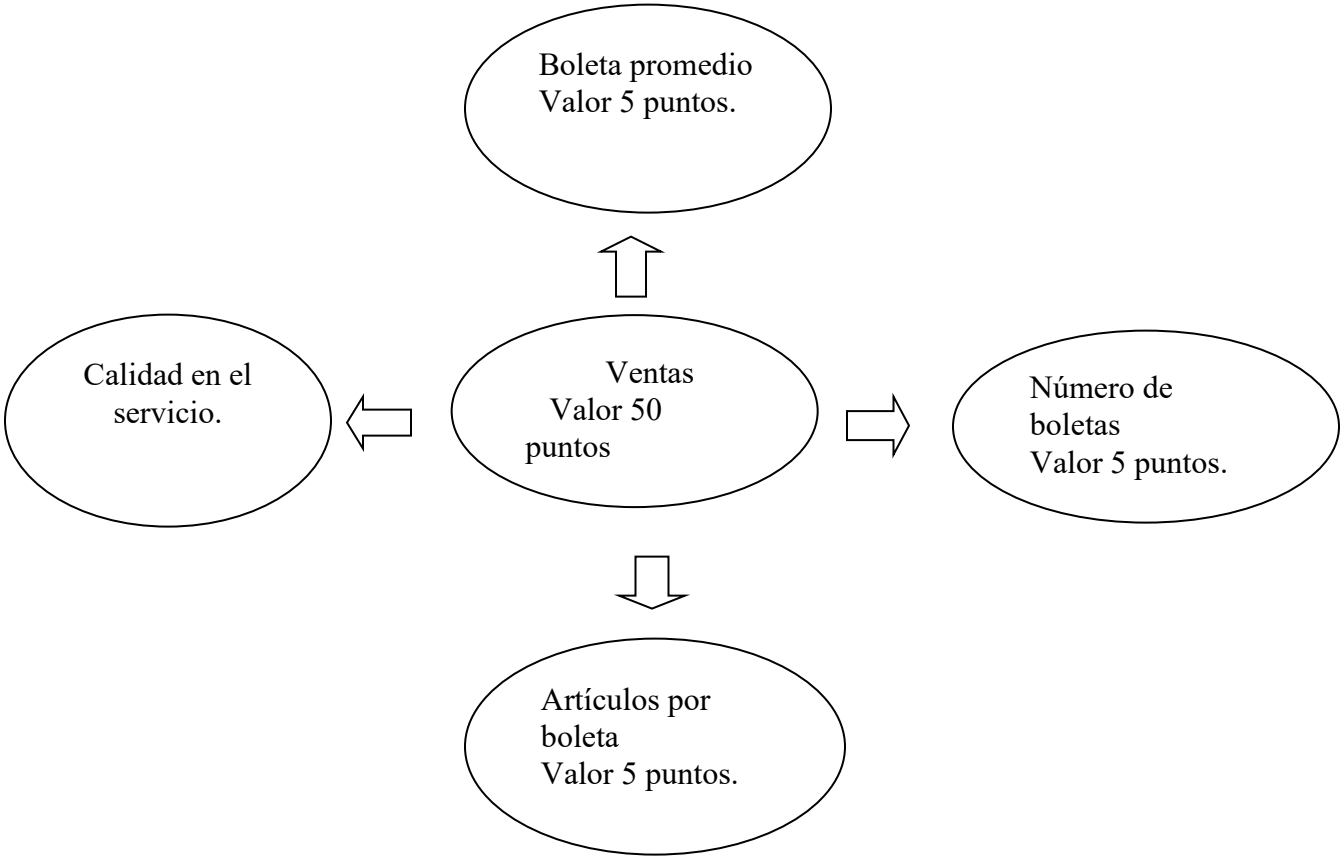 Boleta promedio
Valor 5 puntos.
Calidad en el
servicio.
Ventas
Valor 50
puntos
Número de
boletas
Valor 5 puntos.
Artículos por
boleta
Valor 5 puntos.